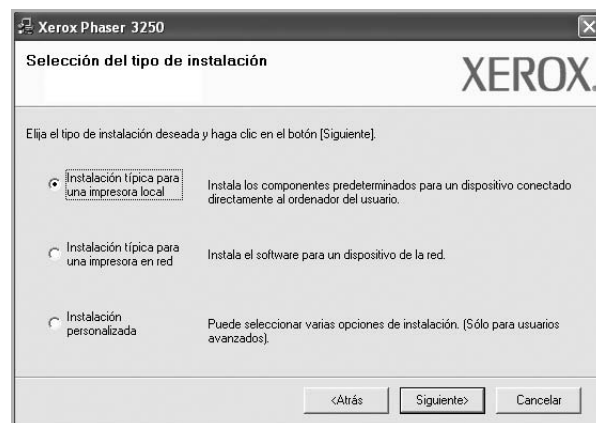 Xerox Phaser 3250
Selección del tipo de instalación
XEROX.
Elija el tipo de instalación deseada y haga clic en el botón [Siguiente].
Instalación típica para
una impresora local
Instala los componentes predeterminados para un dispositivo conectado
directamente al ordenador del usuario.
Instalación típica para
una impresora en red
Instala el software para un dispositivo de la red.
Instalación
personalizada
Puede seleccionar varias opciones de instalación. (Sólo para usuarios
avanzados).
<Atrás
Siguiente>
Cancelar